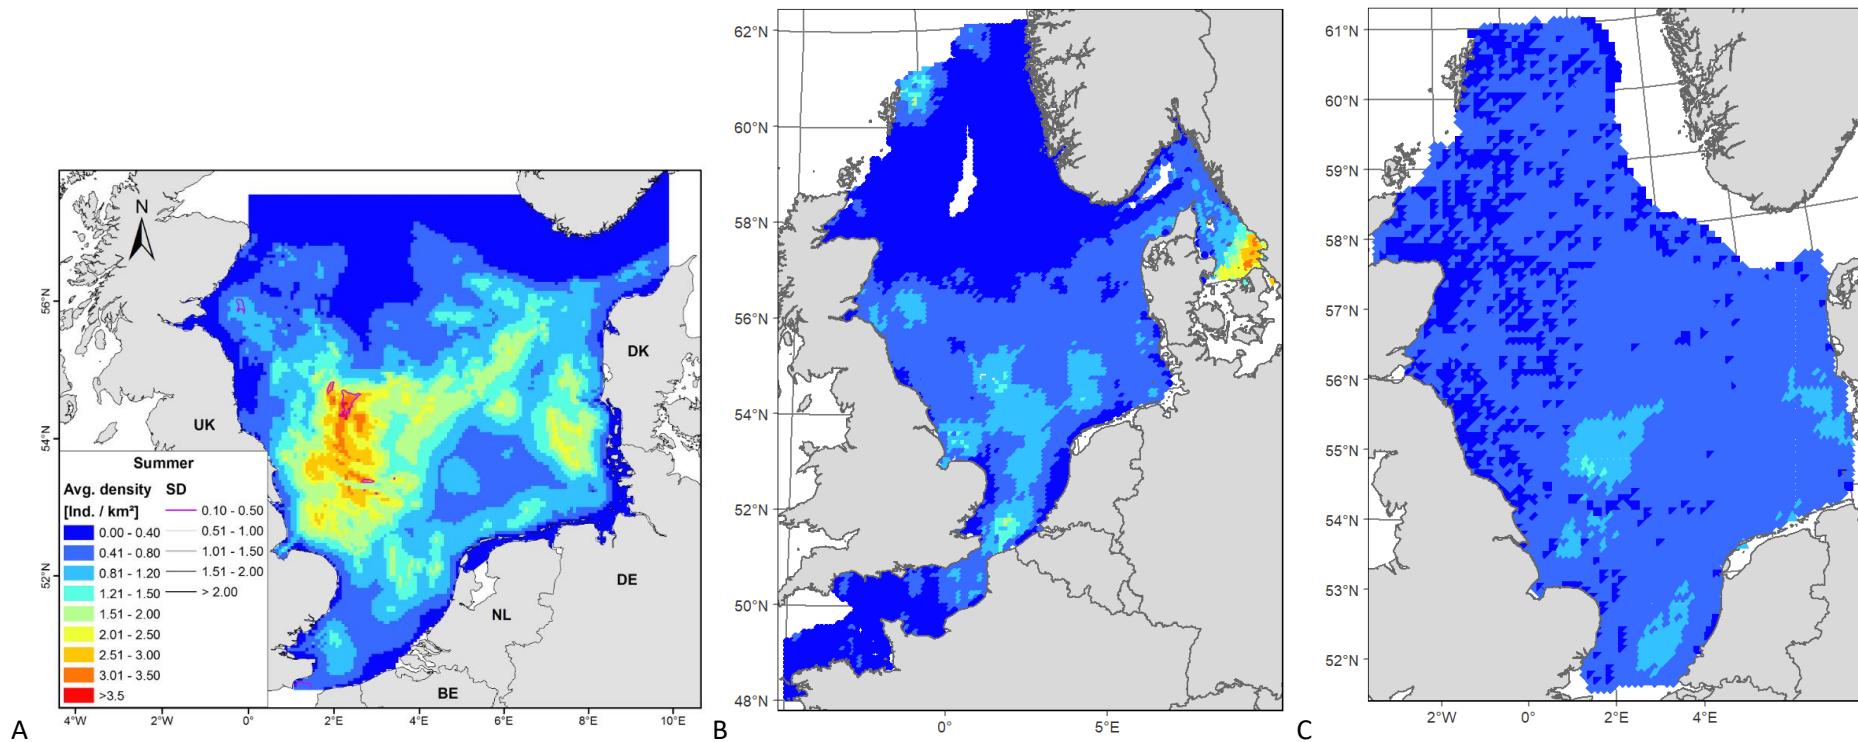 A
N
UK
DK
DE
NL
BE
56°N
54°N
52°N
Summer
Avg. density SD
[Ind. / km²]
0.00 - 0.40
0.41 - 0.80
0.81 - 1.20
1.21 - 1.50
1.51 - 2.00
2.01 - 2.50
2.51 - 3.00
3.01 - 3.50
>3.5
0.10 - 0.50
0.51 - 1.00
1.01 - 1.50
1.51 - 2.00
> 2.00
4°W 2°W 0° 2°E 4°E 6°E 8°E 10°E
B
62°N
60°N
58°N
56°N
54°N
52°N
50°N
48°N
0° 5°E
C
61°N
60°N
59°N
58°N
57°N
56°N
55°N
54°N
53°N
52°N
2°W 0° 2°E 4°E